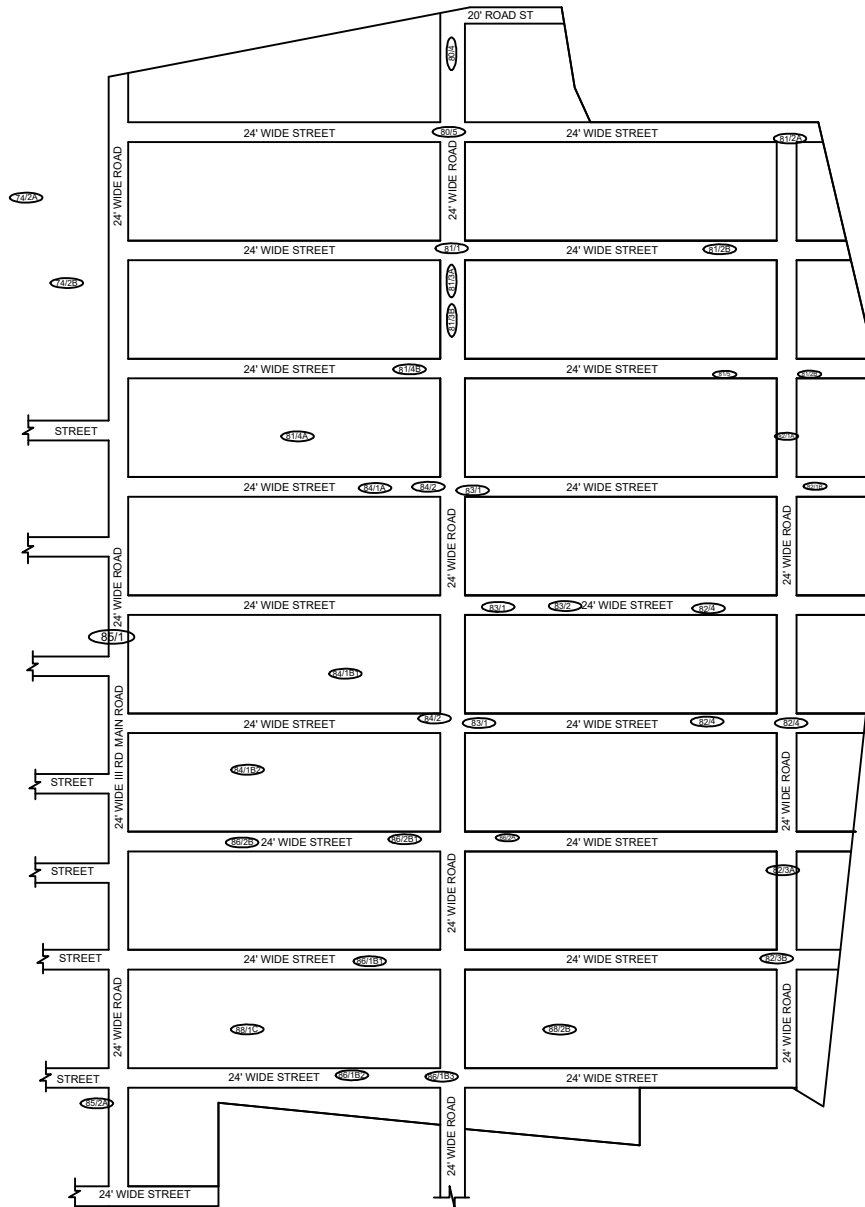 20' ROAD ST
80/4
24' WIDE STREET
80/5
24' WIDE STREET
81/2A
24' WIDE ROAD
24' WIDE ROAD
74/2A
24' WIDE STREET
81/1
24' WIDE STREET
81/2B
74/2B
81/3A
81/3B
24' WIDE STREET
81/4B
24' WIDE STREET
81/5
81/2B
STREET
81/4A
82/1A
24' WIDE STREET
84/1A
84/2
83/1
24' WIDE STREET
82/1B
24' WIDE ROAD
24' WIDE ROAD
24' WIDE ROAD
24' WIDE STREET
83/1
83/2
24' WIDE STREET
82/4
85/1
84/1B1
24' WIDE STREET
84/2
83/1
24' WIDE STREET
82/4
82/4
24' WIDE III RD MAIN ROAD
84/1B2
STREET
24' WIDE ROAD
86/2B
24' WIDE STREET
86/2B1
24' WIDE STREET
STREET
82/3A
24' WIDE ROAD
STREET
24' WIDE STREET
86/1B1
24' WIDE STREET
82/3B
24' WIDE ROAD
88/1C
88/2B
24' WIDE ROAD
STREET
24' WIDE STREET
86/1B2
86/1B3
24' WIDE STREET
85/2A
24' WIDE ROAD
24' WIDE STREET